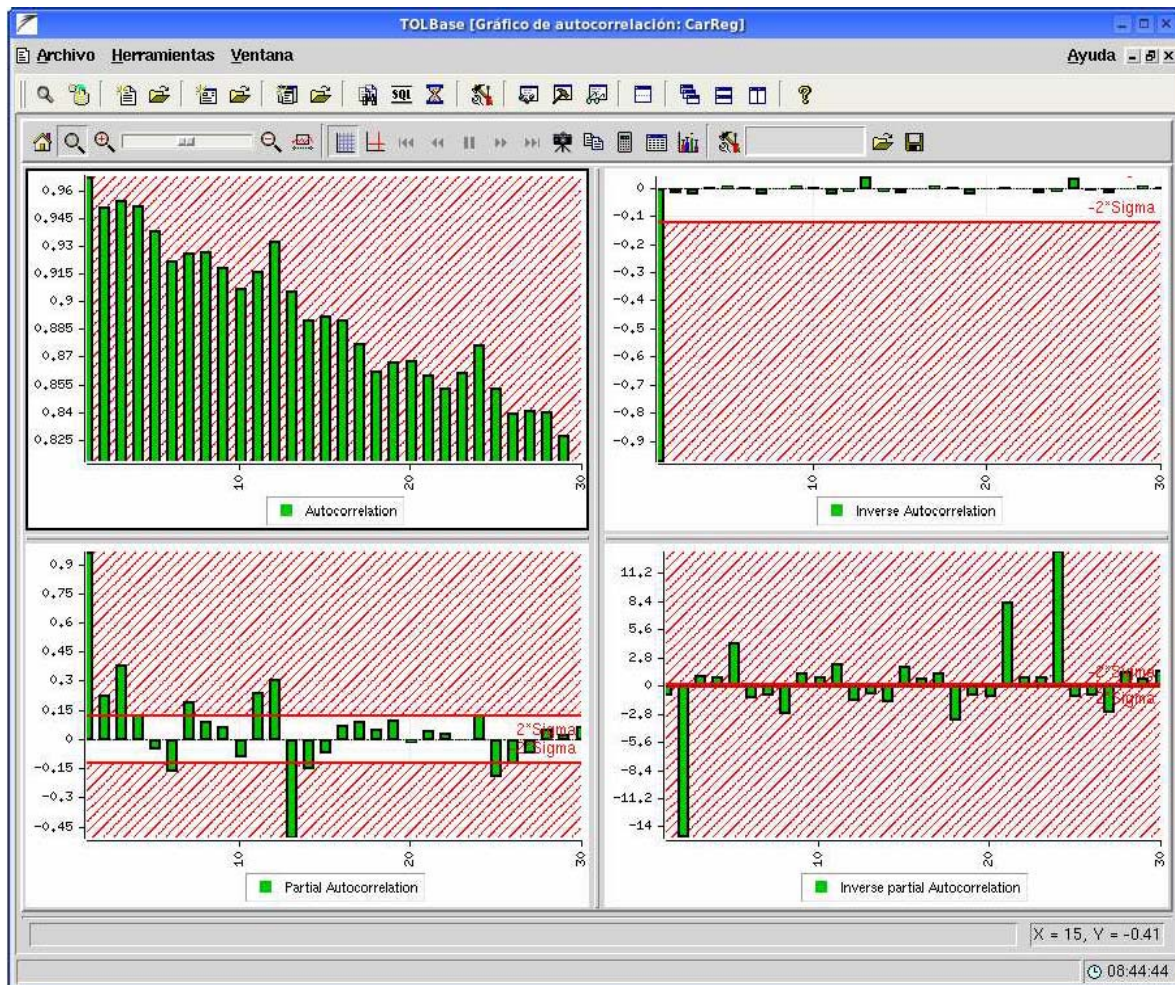 TOLBase [Gráfico de autocorrelación: CarReg]
Archivo Herramientas Ventana Ayuda
SQL
0.96
0.945
0.93
0.915
0.9
0.885
0.87
0.855
0.84
0.825
10 20 30
Autocorrelation
0
-0.1
-0.2
-0.3
-0.4
-0.5
-0.6
-0.7
-0.8
-0.9
-2*Sigma
10 20 30
Inverse Autocorrelation
0.9
0.75
0.6
0.45
0.3
0.15
0
-0.15
-0.3
-0.45
2*Sigma
-2*Sigma
10 20 30
Partial Autocorrelation
11.2
8.4
5.6
2.8
0
-2.8
-5.6
-8.4
-11.2
-14
-2*Sigma
2*Sigma
10 20 30
Inverse partial Autocorrelation
X = 15, Y = -0.41
08:44:44